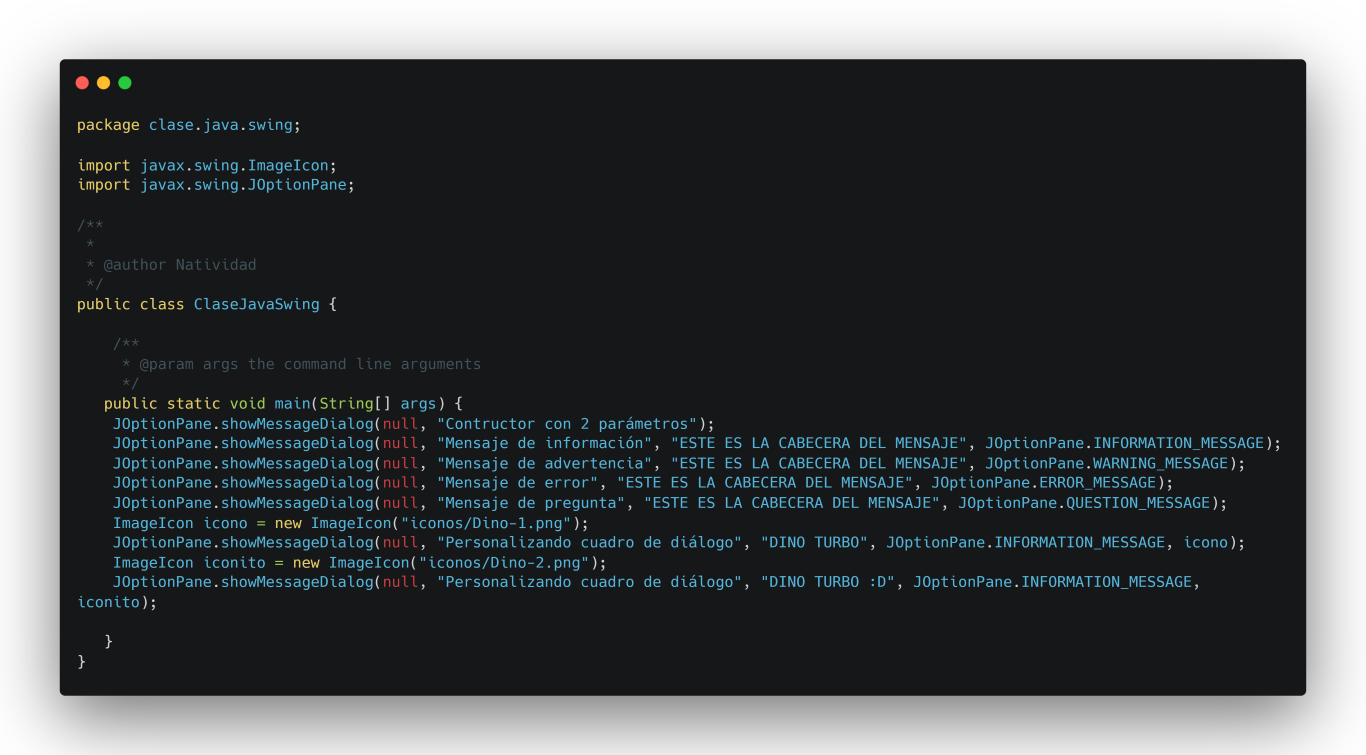 package clase.java.swing;
import javax.swing.ImageIcon;
import javax.swing.JOptionPane;
/**
 *
 * @author Natividad
 */
public class ClaseJavaSwing {
    /**
     * @param args the command line arguments
     */
   public static void main(String[] args) {
    JOptionPane.showMessageDialog(null, "Contructor con 2 parámetros");
    JOptionPane.showMessageDialog(null, "Mensaje de información", "ESTE ES LA CABECERA DEL MENSAJE", JOptionPane.INFORMATION_MESSAGE);
    JOptionPane.showMessageDialog(null, "Mensaje de advertencia", "ESTE ES LA CABECERA DEL MENSAJE", JOptionPane.WARNING_MESSAGE);
    JOptionPane.showMessageDialog(null, "Mensaje de error", "ESTE ES LA CABECERA DEL MENSAJE", JOptionPane.ERROR_MESSAGE);
    JOptionPane.showMessageDialog(null, "Mensaje de pregunta", "ESTE ES LA CABECERA DEL MENSAJE", JOptionPane.QUESTION_MESSAGE);
    ImageIcon icono = new ImageIcon("iconos/Dino-1.png");
    JOptionPane.showMessageDialog(null, "Personalizando cuadro de diálogo", "DINO TURBO", JOptionPane.INFORMATION_MESSAGE, icono);
    ImageIcon iconito = new ImageIcon("iconos/Dino-2.png");
    JOptionPane.showMessageDialog(null, "Personalizando cuadro de diálogo", "DINO TURBO :D", JOptionPane.INFORMATION_MESSAGE,
iconito);
   }
}